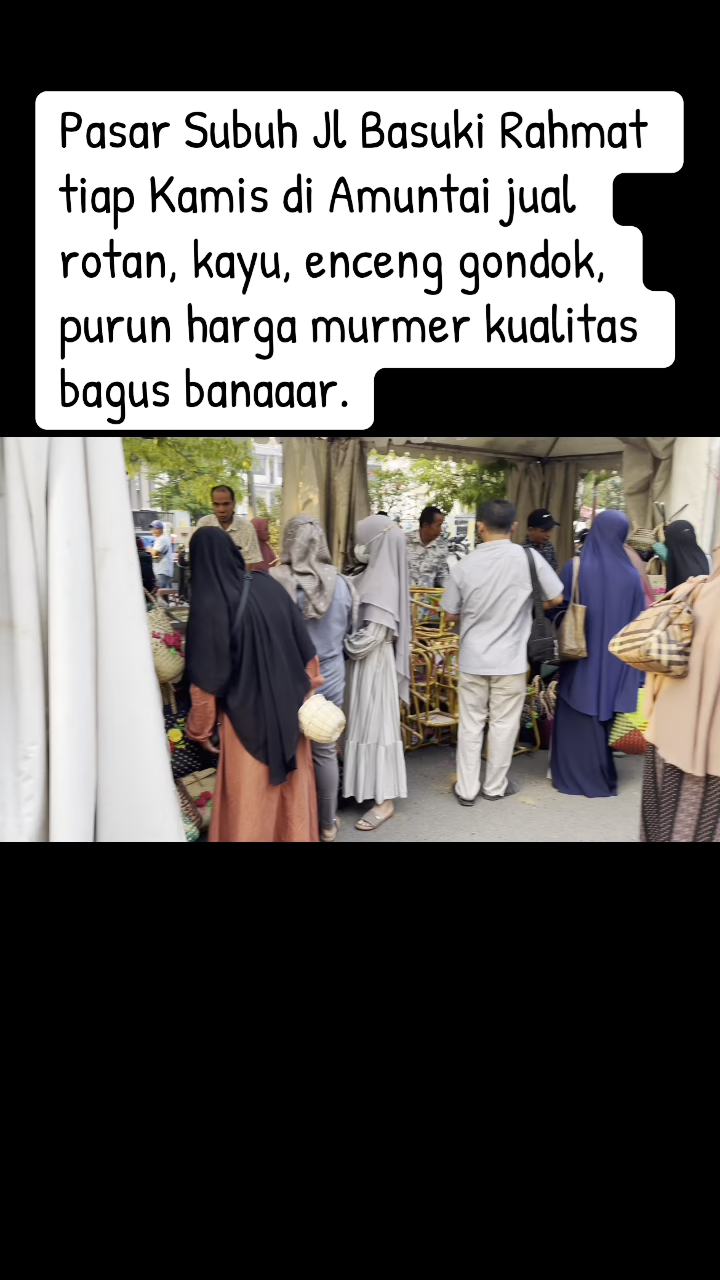 Pasar Subuh Jl Basuki Rahmat
tiap Kamis di Amuntai jual
rotan, kayu, enceng gondok,
purun harga murmer kualitas
bagus banaaar.